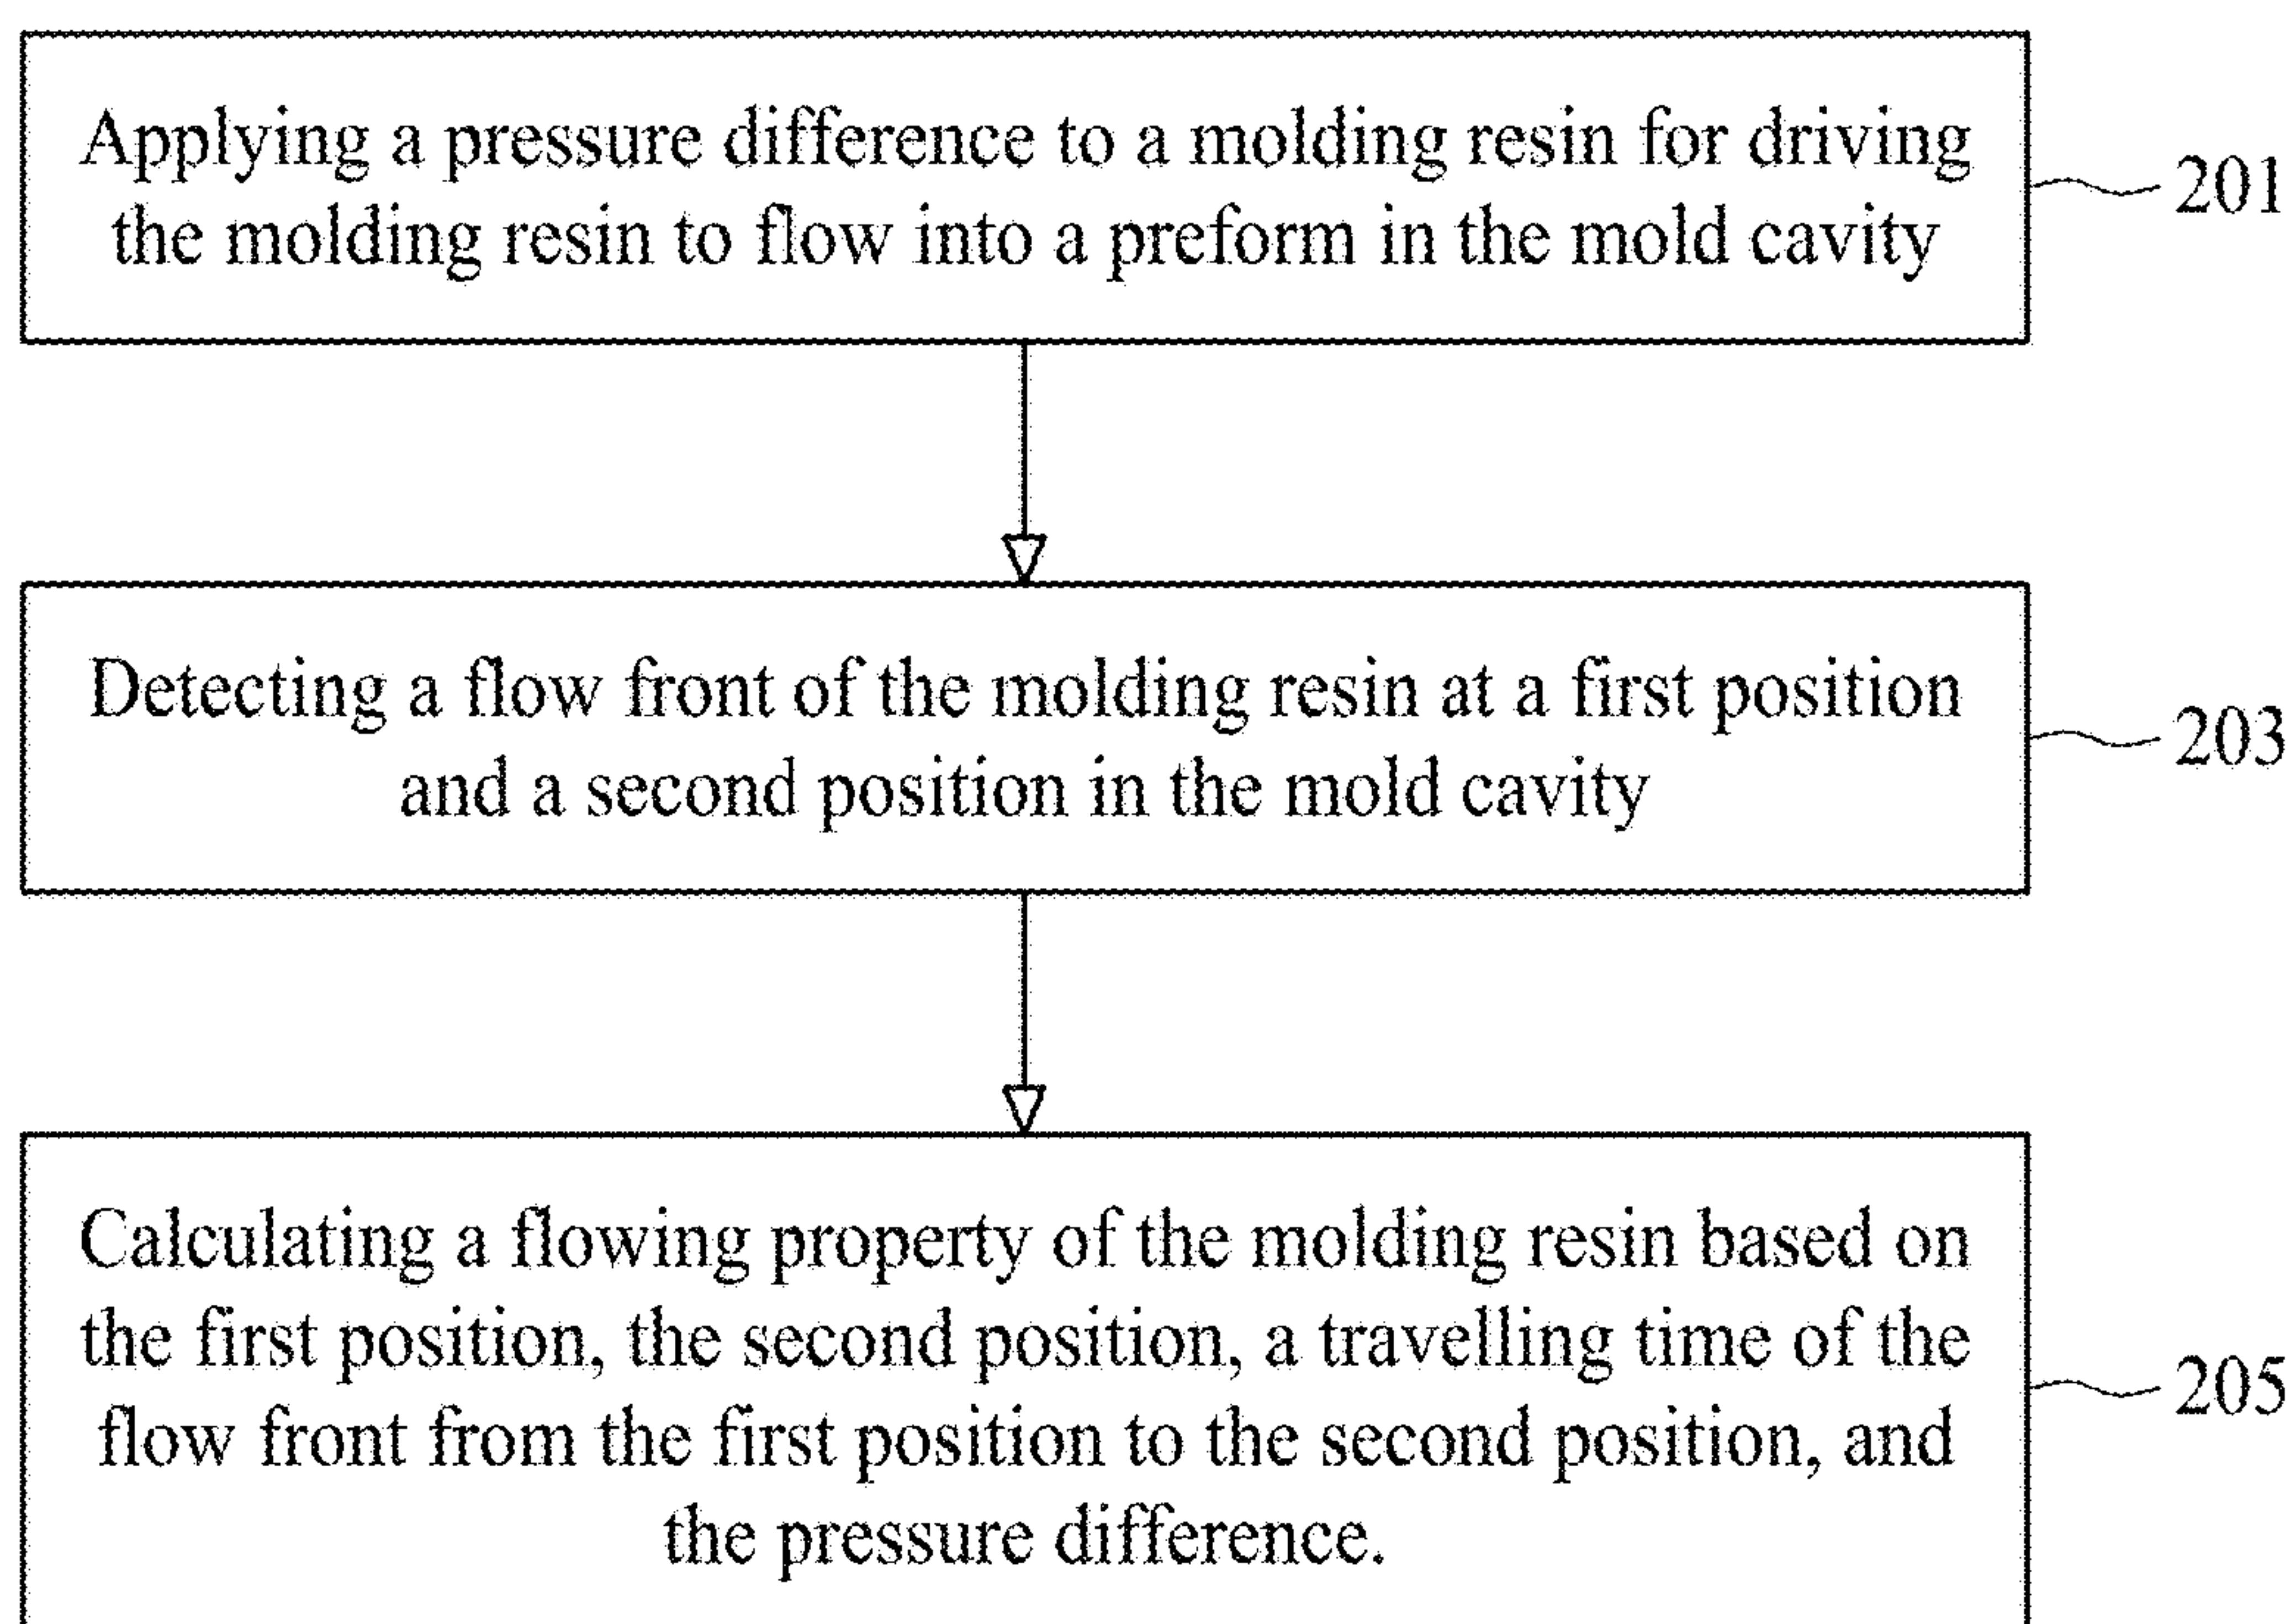 Applying a pressure difference to a molding resin for driving
the molding resin to flow into a preform in the mold cavity
201
Detecting a flow front of the molding resin at a first position
and a second position in the mold cavity
203
Calculating a flowing property of the molding resin based on
the first position, the second position, a travelling time of the
flow front from the first position to the second position, and
the pressure difference.
205